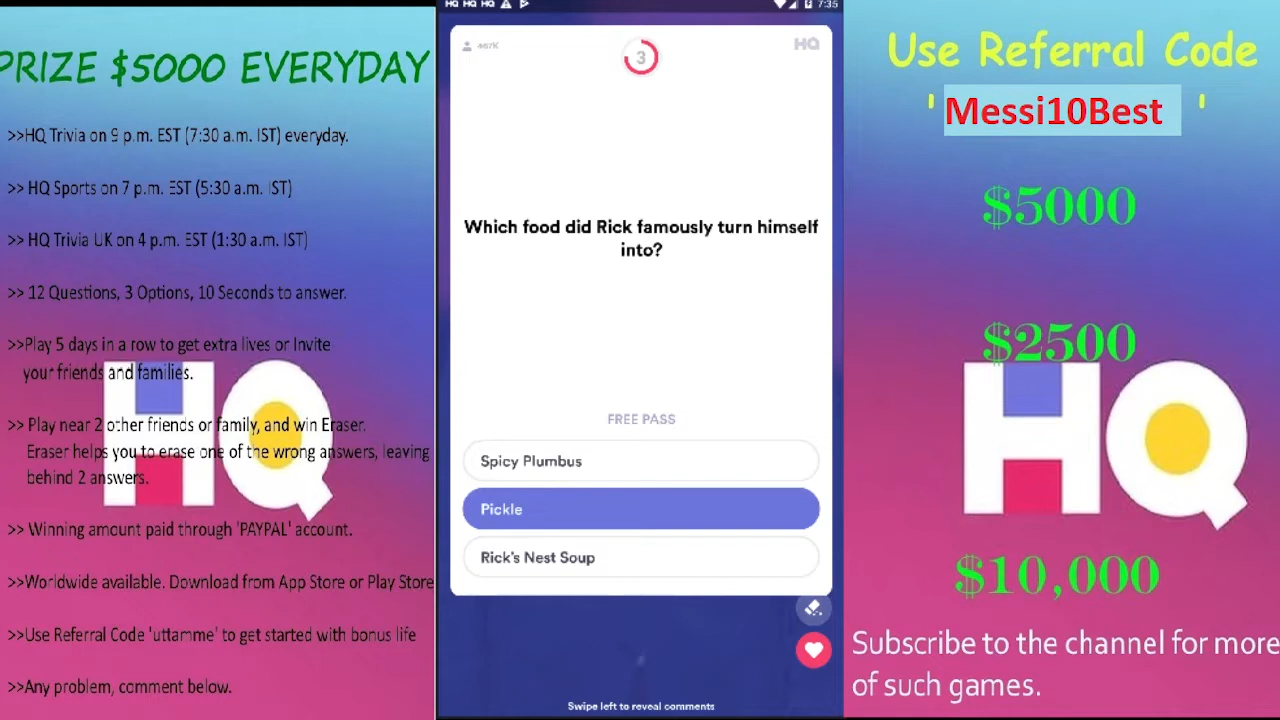 PRIZE $5000 EVERYDAY
>>HQ Trivia on 9 p.m. EST (7:30 a.m. IST) everyday.
>> HQ Sports on 7 p.m. EST (5:30 a.m. IST)
>> HQ Trivia UK on 4 p.m. EST (1:30 a.m. IST)
>> 12 Questions, 3 Options, 10 Seconds to answer.
>>Play 5 days in a row to get extra lives or Invite
your friends and families.
>> Play near 2 other friends or family, and win Eraser.
Eraser helps you to erase one of the wrong answers, leaving
behind 2 answers.
>> Winning amount paid through 'PAYPAL' account.
>>Worldwide available. Download from App Store or Play Store
>>Use Referral Code 'uttamme' to get started with bonus life
>>Any problem, comment below.
HQ
HQ HQ HQ 7:35
467K 3 HQ
Which food did Rick famously turn himself
into?
FREE PASS
Spicy Plumbus
Pickle
Rick's Nest Soup
Swipe left to reveal comments
Use Referral Code
' Messi10Best '
$5000
$2500
HQ
$10,000
Subscribe to the channel for more
of such games.